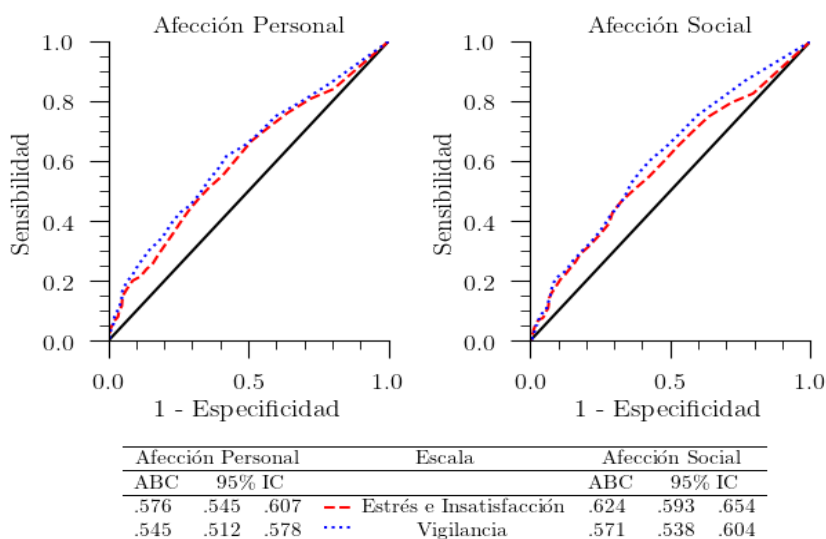 Afección Personal
Afección Social
1.0
0.8
0.6
0.4
0.2
0.0
Sensibilidad
0.0 0.5 1.0
1 - Especificidad
1.0
0.8
0.6
0.4
0.2
0.0
Sensibilidad
0.0 0.5 1.0
1 - Especificidad
Afección Personal Escala Afección Social
ABC 95% IC ABC 95% IC
.576 .545 .607 Estrés e Insatisfacción .624 .593 .654
.545 .512 .578 Vigilancia .571 .538 .604